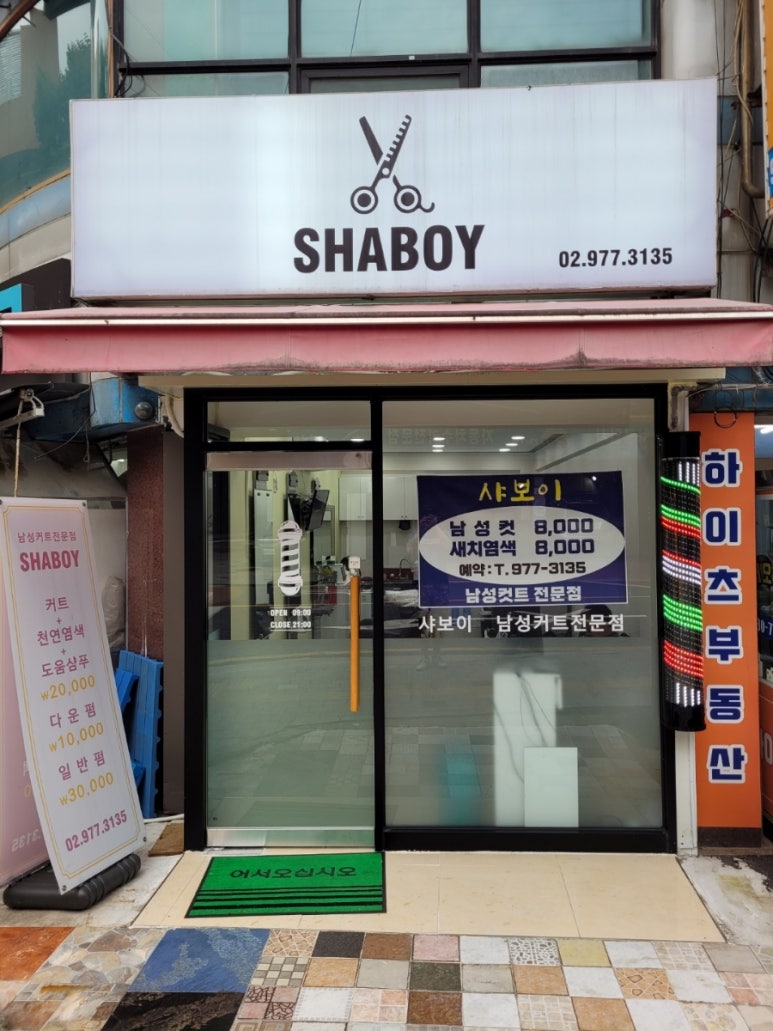 SHABOY
02.977.3135
샤보이
남성컷 8,000
새치염색 8,000
예약 : T. 977-3135
남성컷트 전문점
샤보이 남성커트전문점
OPEN 09:00
CLOSE 21:00
남성커트전문점
SHABOY
커트
+
천연염색
+
도움샴푸
₩20,000
다운펌
₩10,000
일반펌
₩30,000
02.977.3135
하이츠부동산
어서오십시오